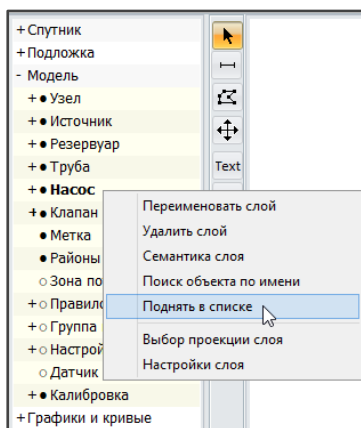 + Спутник
+ Подложка
- Модель
+ ● Узел
+ ● Источник
+ ● Резервуар
+ ● Труба
+ ● Насос
+ ● Клапан
● Метка
● Районы
○ Зона по
+ ○ Правило
+ ○ Группа
+ ○ Настрой
○ Датчик
+ ● Калибровка
+ Графики и кривые
Text
Переименовать слой
Удалить слой
Семантика слоя
Поиск объекта по имени
Поднять в списке
Выбор проекции слоя
Настройки слоя